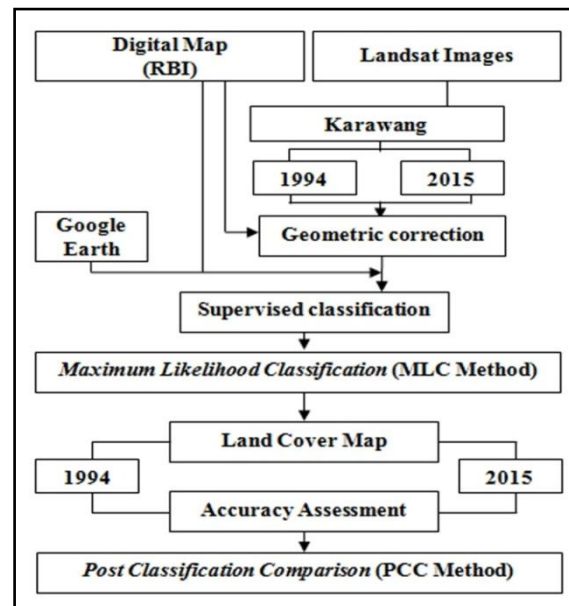 Digital Map
(RBI)
Landsat Images
Karawang
1994
2015
Google
Earth
Geometric correction
Supervised classification
Maximum Likelihood Classification (MLC Method)
Land Cover Map
1994
2015
Accuracy Assessment
Post Classification Comparison (PCC Method)